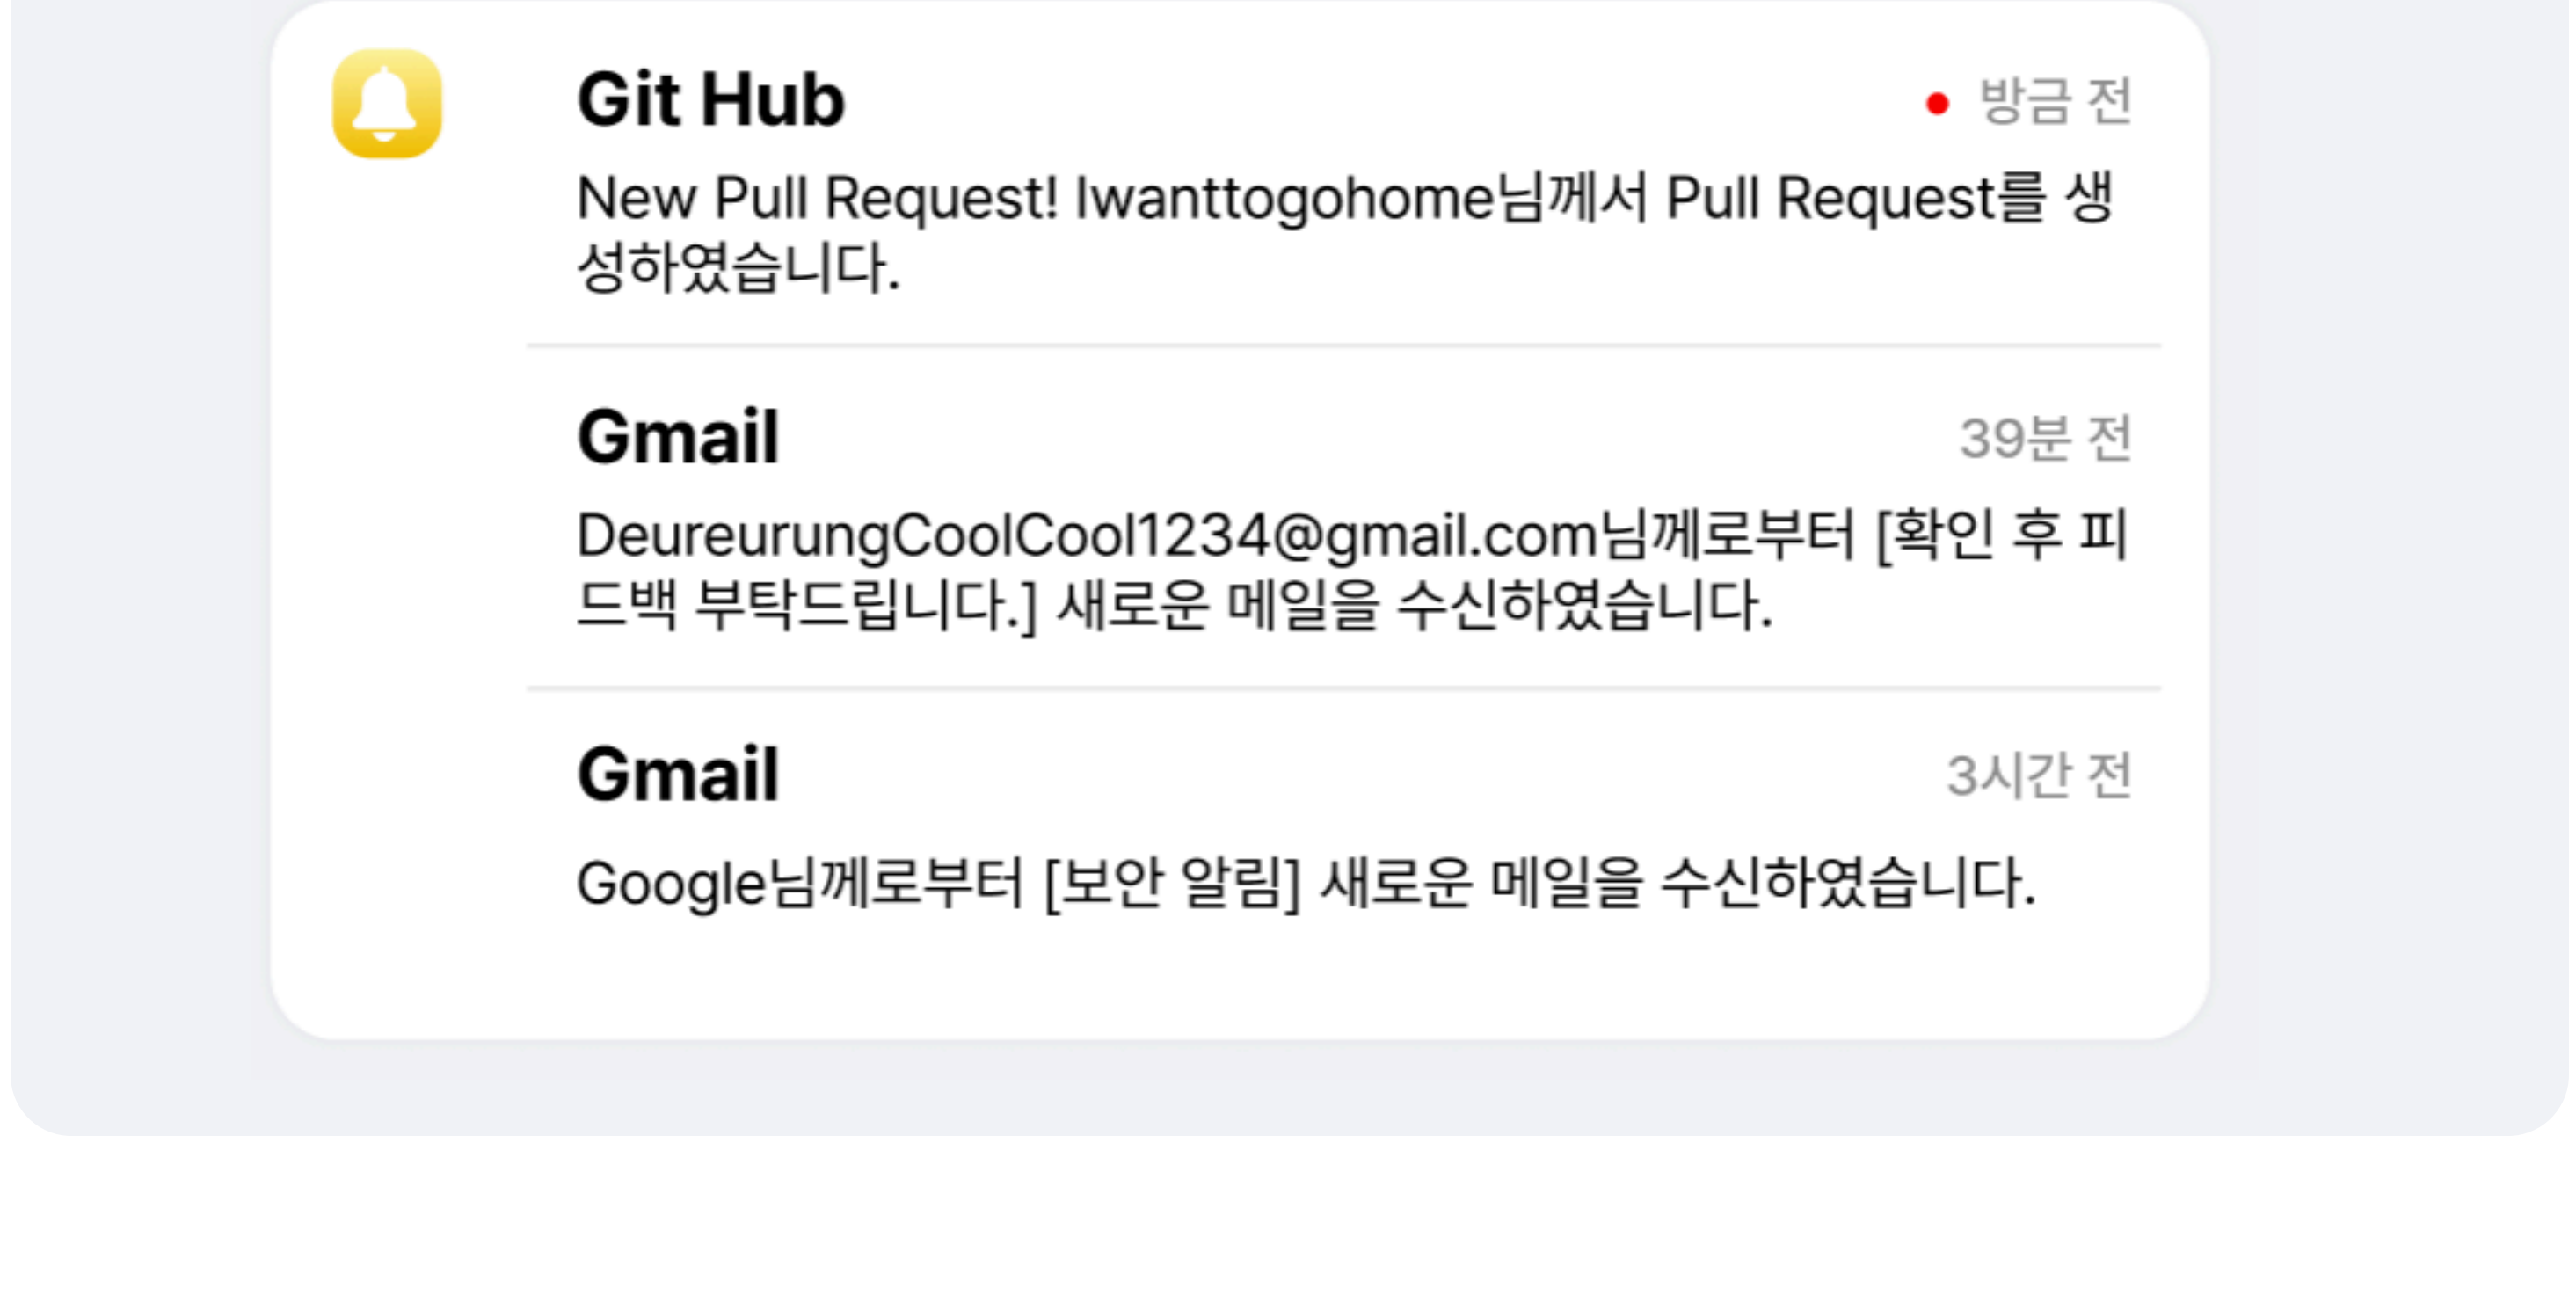 Git Hub
방금 전
New Pull Request! Iwanttogohome님께서 Pull Request를 생
성하였습니다.
Gmail
39분 전
DeureurungCoolCool1234@gmail.com님께로부터 [확인 후 피
드백 부탁드립니다.] 새로운 메일을 수신하였습니다.
Gmail
3시간 전
Google님께로부터 [보안 알림] 새로운 메일을 수신하였습니다.